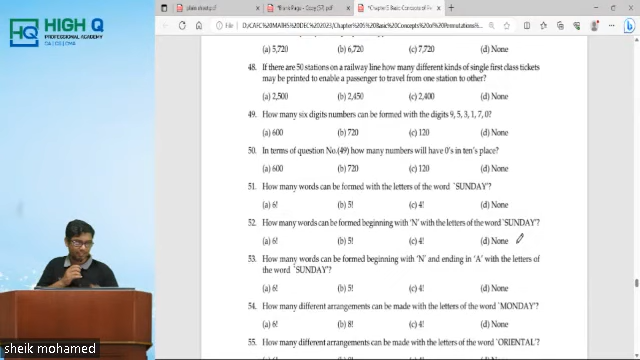 HIGH Q
HQ
PROFESSIONAL ACADEMY
CA | CS | CMA
plain sheet.pdf
Blank Page - Copy (57).pdf
File
(a) 5,720 (b) 6,720 (c) 7,720 (d) None
48. If there are 50 stations on a railway line how many different kinds of single first class tickets
may be printed to enable a passenger to travel from one station to other?
(a) 2,500 (b) 2,450 (c) 2,400 (d) None
49. How many six digits numbers can be formed with the digits 9, 5, 3, 1, 7, 0?
(a) 600 (b) 720 (c) 120 (d) None
50. In terms of question No.(49) how many numbers will have 0's in ten's place?
(a) 600 (b) 720 (c) 120 (d) None
51. How many words can be formed with the letters of the word `SUNDAY'?
(a) 6! (b) 5! (c) 4! (d) None
52. How many words can be formed beginning with 'N' with the letters of the word `SUNDAY'?
(a) 6! (b) 5! (c) 4! (d) None
53. How many words can be formed beginning with 'N' and ending in 'A' with the letters of
the word `SUNDAY'?
(a) 6! (b) 5! (c) 4! (d) None
54. How many different arrangements can be made with the letters of the word `MONDAY'?
(a) 6! (b) 8! (c) 4! (d) None
55. How many different arrangements can be made with the letters of the word `ORIENTAL'?
sheik mohamed